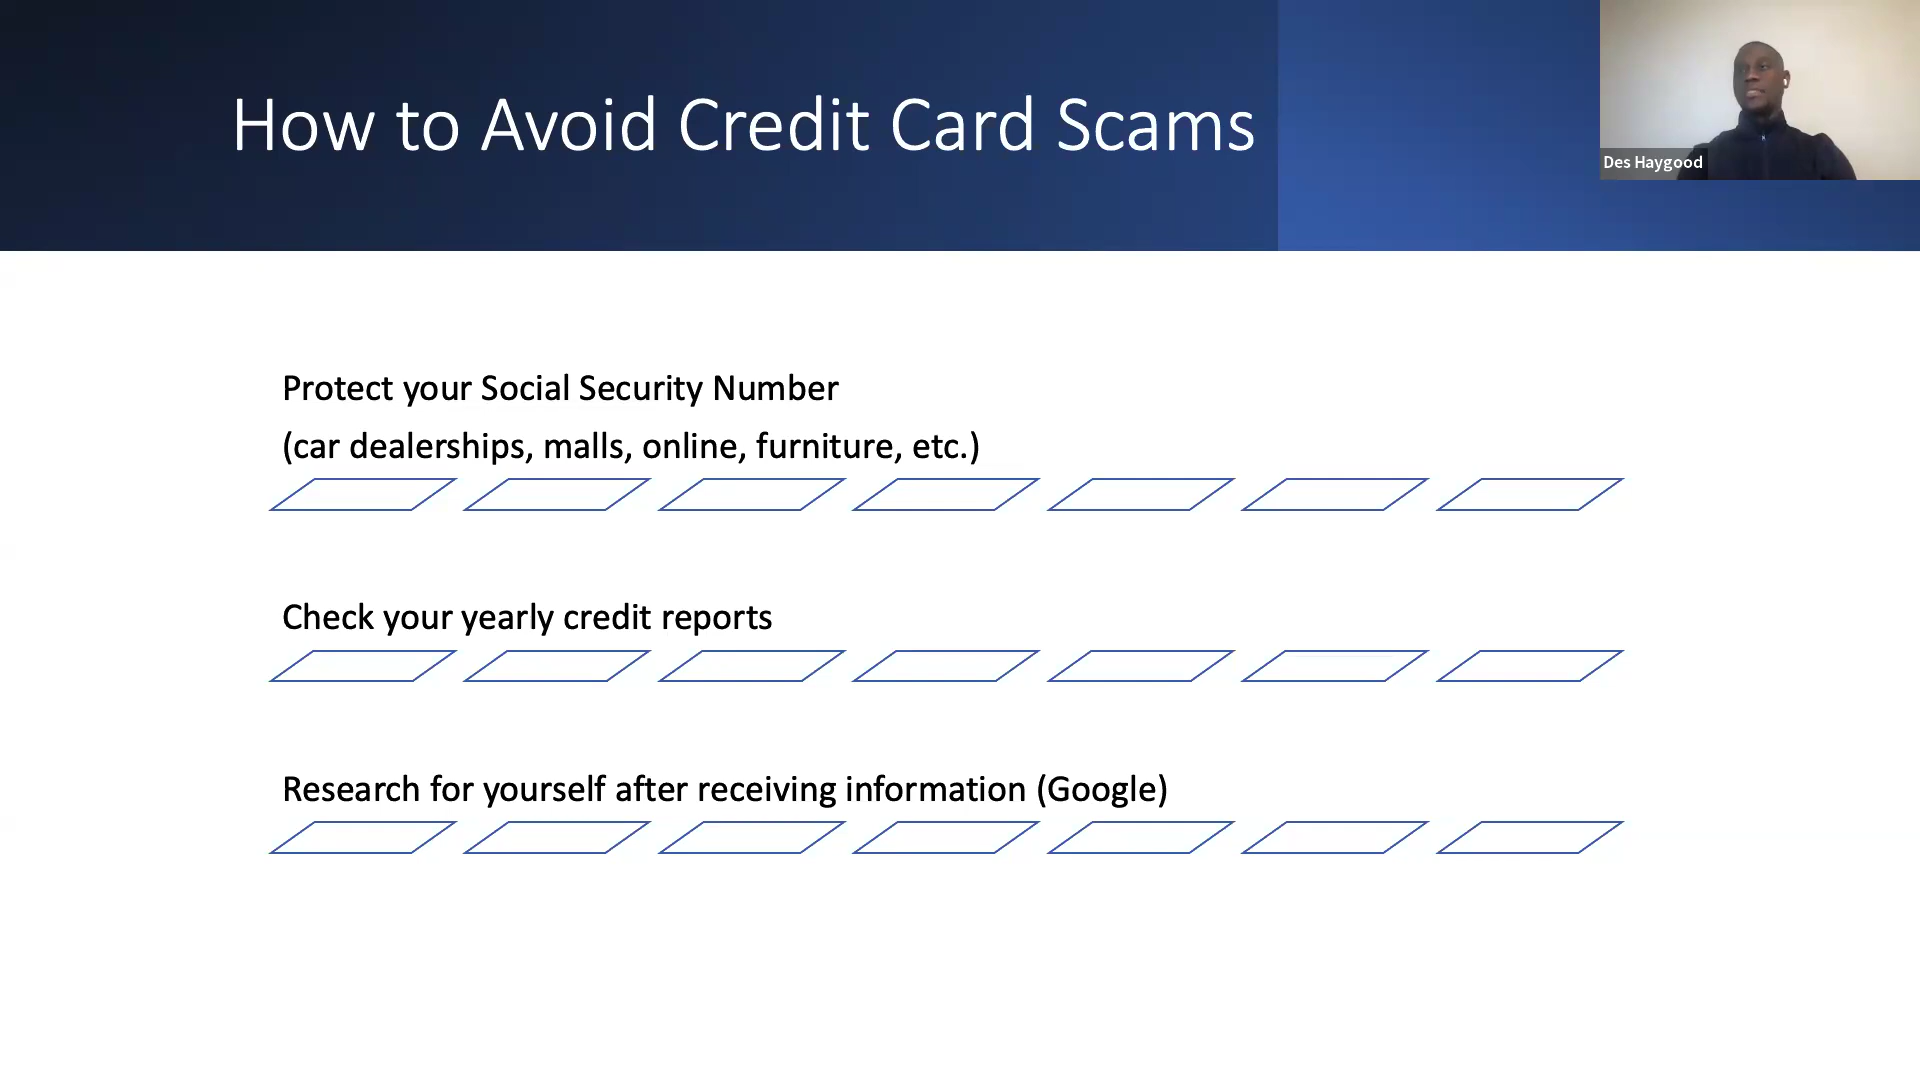 How to Avoid Credit Card Scams
Des Haygood
Protect your Social Security Number
(car dealerships, malls, online, furniture, etc.)
Check your yearly credit reports
Research for yourself after receiving information (Google)